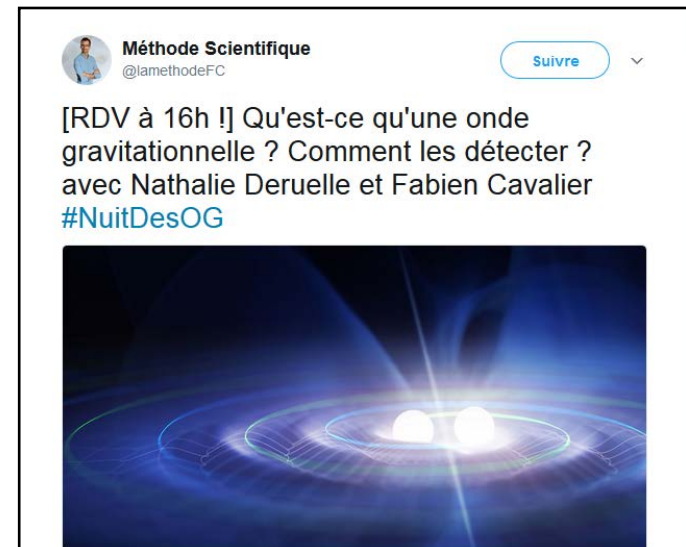 Méthode Scientifique
@lamethodeFC
Suivre
[RDV à 16h !] Qu'est-ce qu'une onde
gravitationnelle ? Comment les détecter ?
avec Nathalie Deruelle et Fabien Cavalier
#NuitDesOG